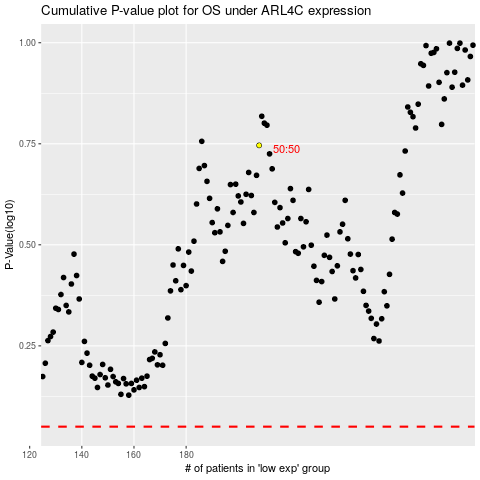 Cumulative P-value plot for OS under ARL4C expression
P-Value(log10)
1.00
0.75
0.50
0.25
50:50
120 140 160 180
# of patients in 'low exp' group